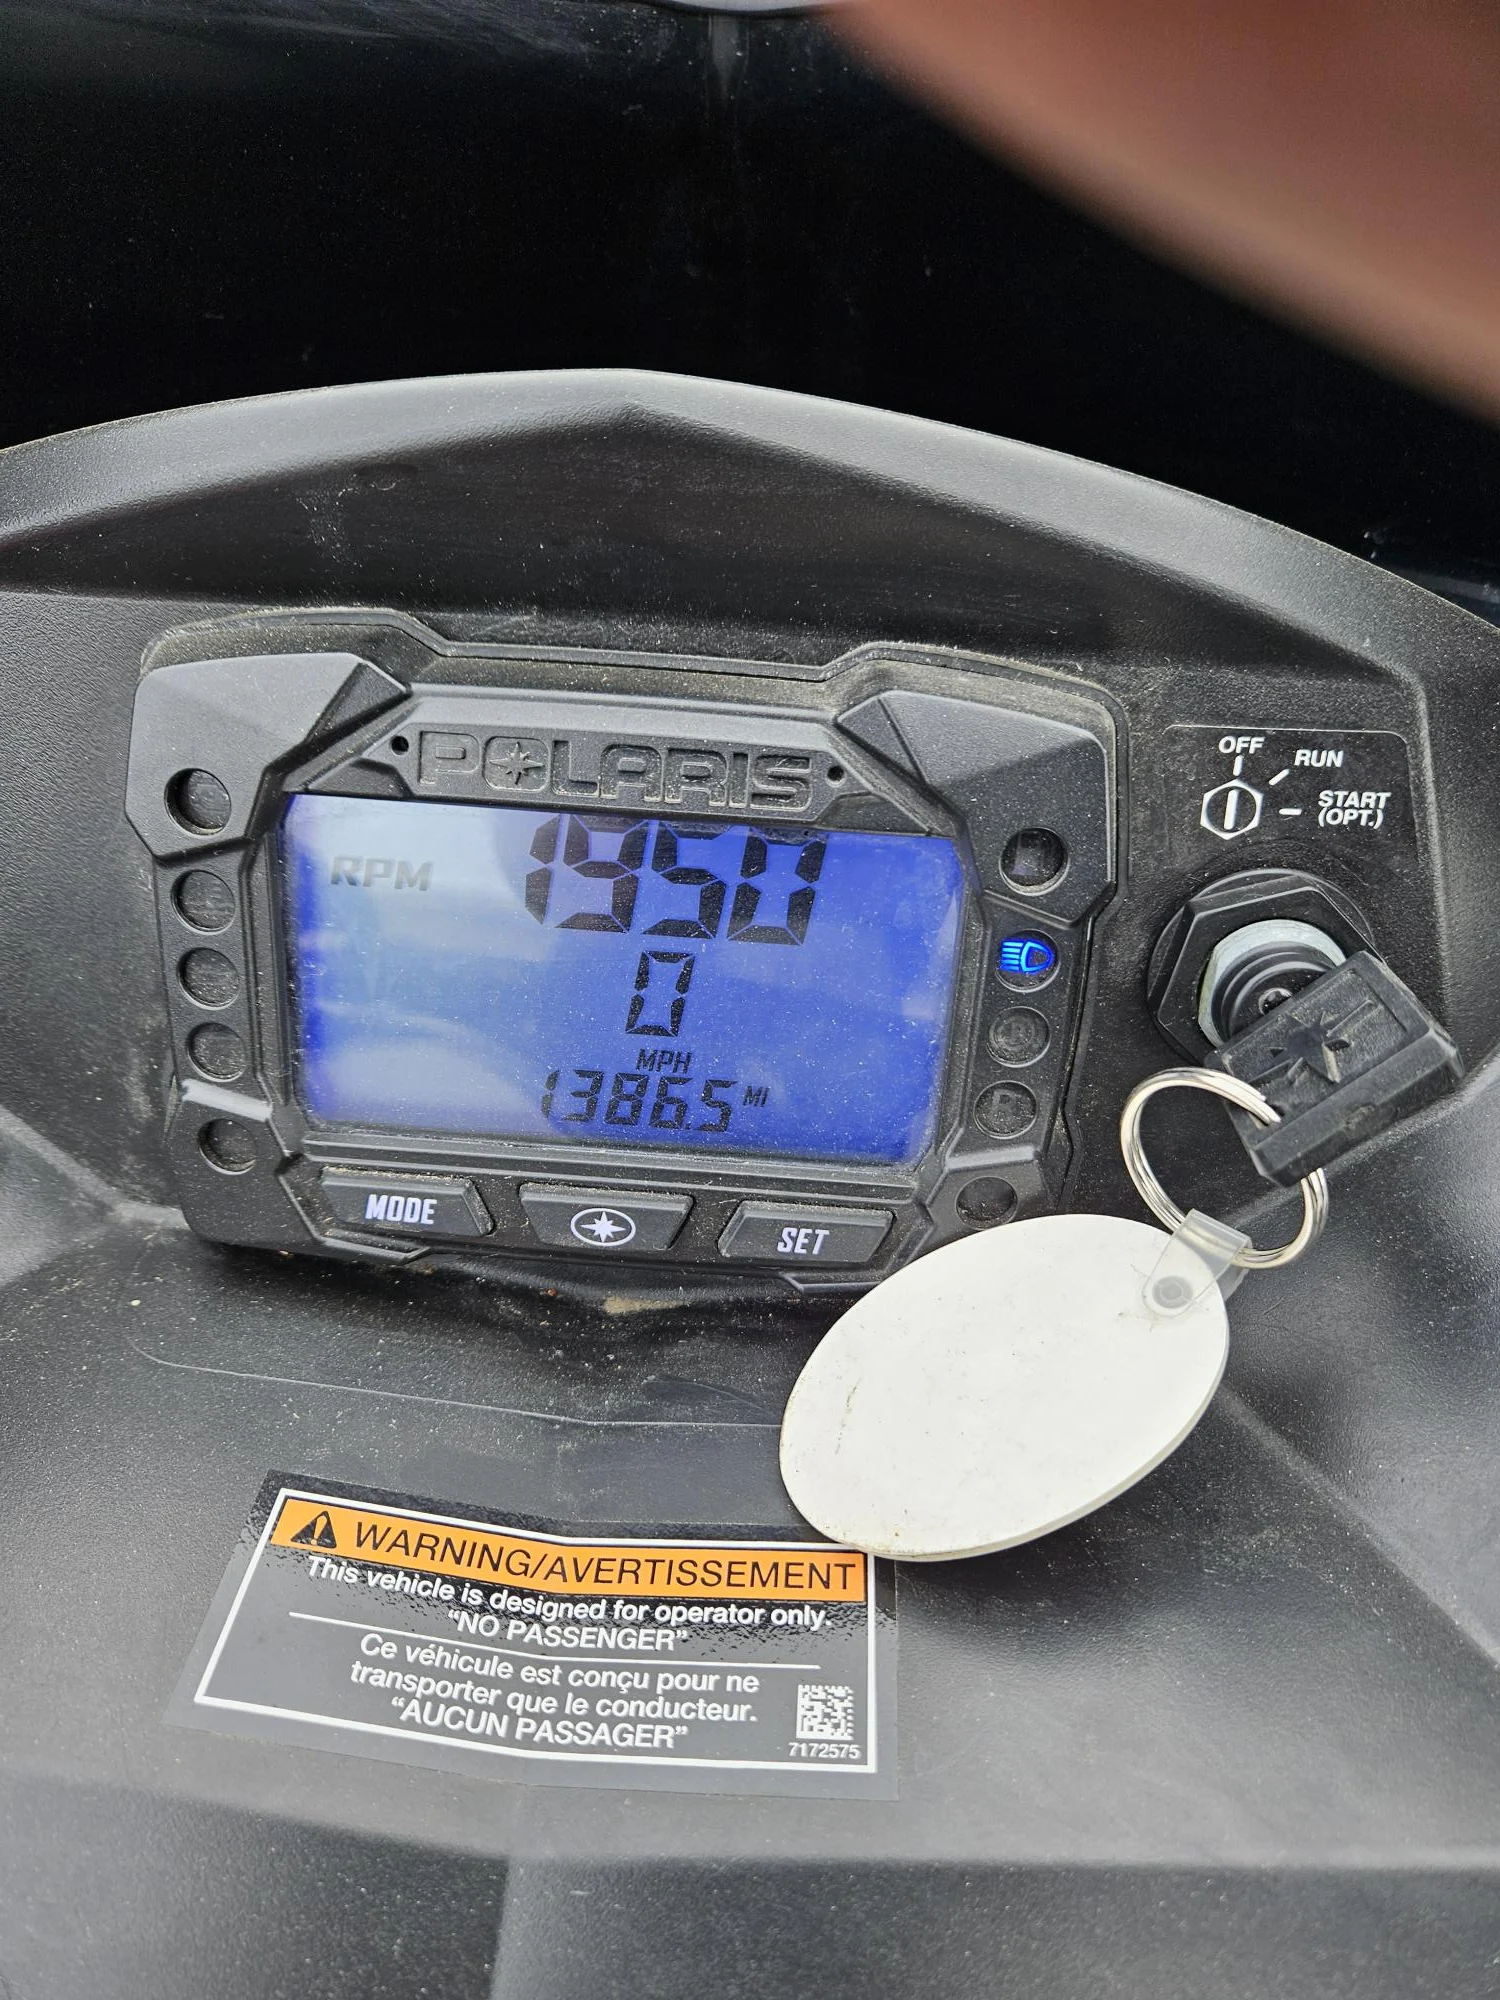 POLARIS
RPM 1950
0
MPH
1386.5 MI
MODE
SET
OFF
RUN
START
(OPT.)
WARNING/AVERTISSEMENT
This vehicle is designed for operator only.
“NO PASSENGER”
Ce véhicule est conçu pour ne
transporter que le conducteur.
“AUCUN PASSAGER”
7172575